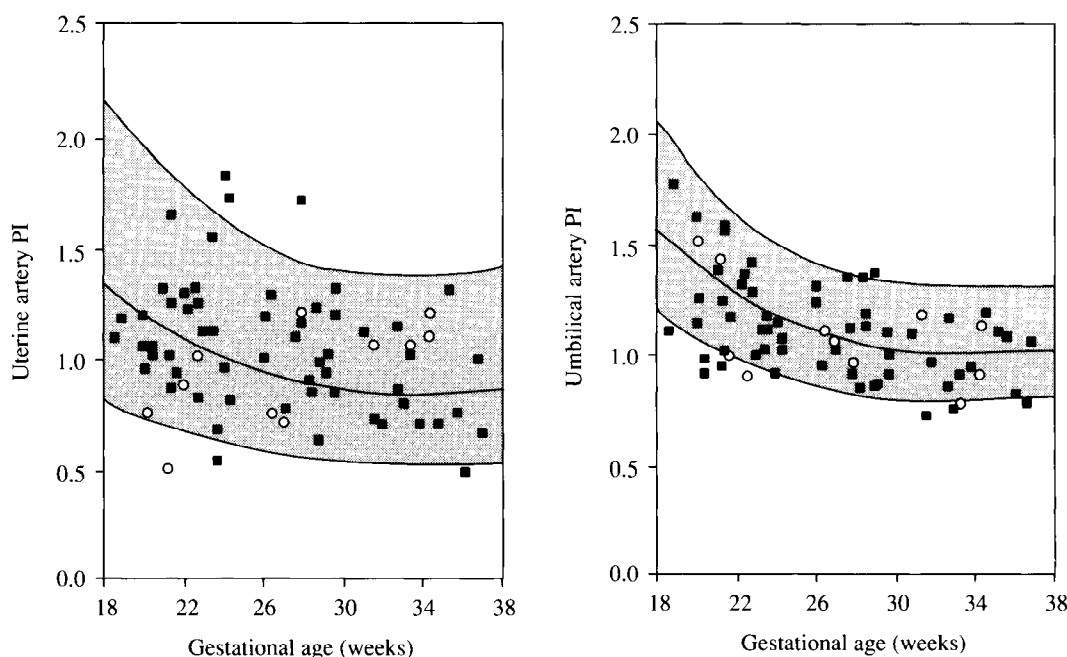 2.5
2.0
1.5
1.0
0.5
0.0
Uterine artery PI
18 22 26 30 34 38
Gestational age (weeks)
2.5
2.0
1.5
1.0
0.5
0.0
Umbilical artery PI
18 22 26 30 34 38
Gestational age (weeks)